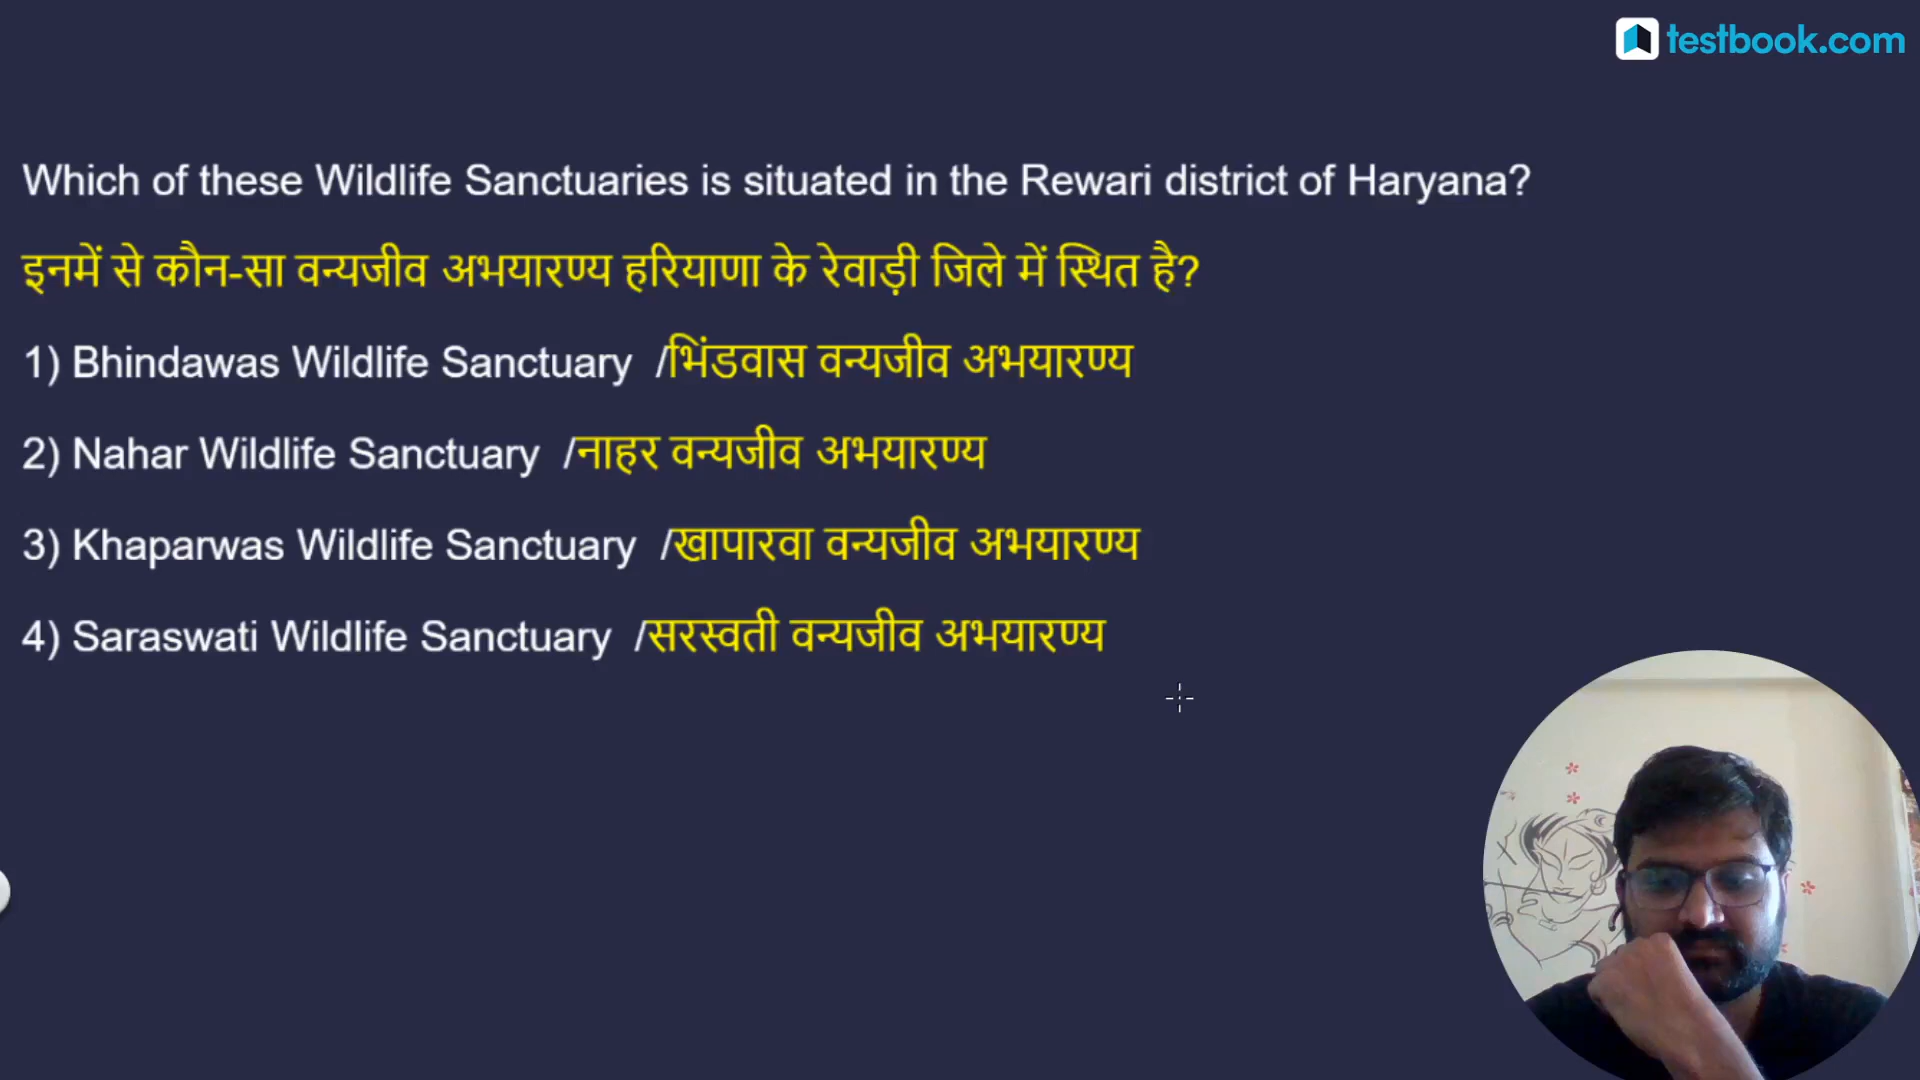 testbook.com
Which of these Wildlife Sanctuaries is situated in the Rewari district of Haryana?
इनमें से कौन-सा वन्यजीव अभयारण्य हरियाणा के रेवाड़ी जिले में स्थित है?
1) Bhindawas Wildlife Sanctuary /भिंडवास वन्यजीव अभयारण्य
2) Nahar Wildlife Sanctuary /नाहर वन्यजीव अभयारण्य
3) Khaparwas Wildlife Sanctuary /खापारवा वन्यजीव अभयारण्य
4) Saraswati Wildlife Sanctuary /सरस्वती वन्यजीव अभयारण्य